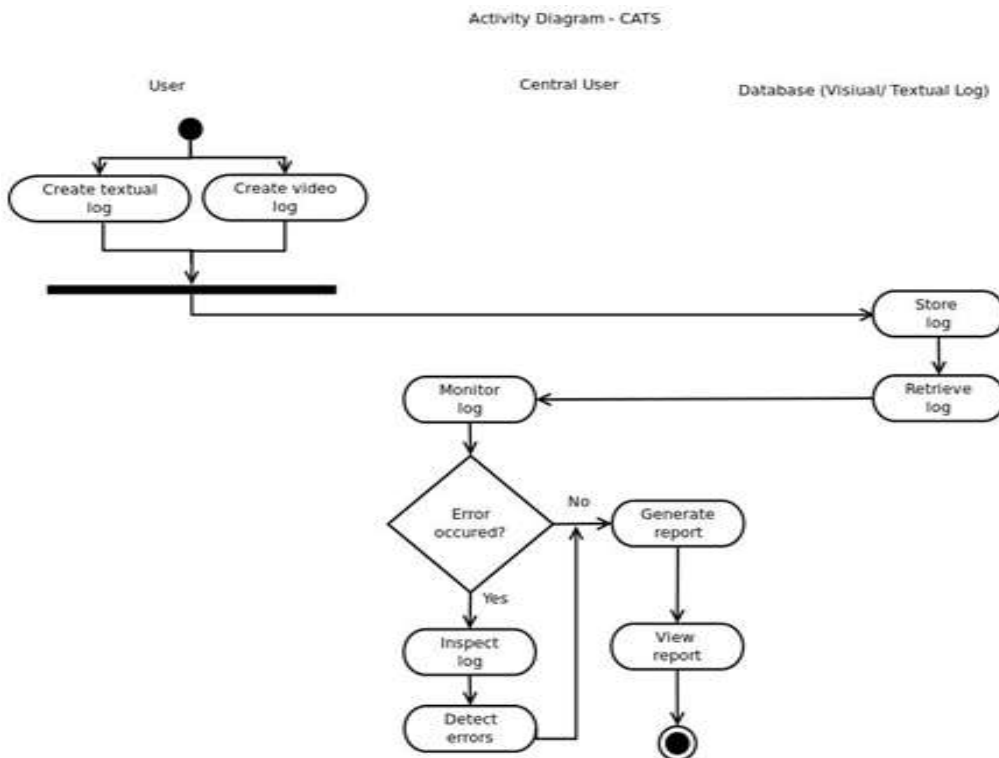 Activity Diagram - CATS
User
Central User
Database (Visiual/ Textual Log)
Create textual
log
Create video
log
Store
log
Monitor
log
Retrieve
log
Error
occured?
No
Generate
report
Yes
Inspect
log
View
report
Detect
errors